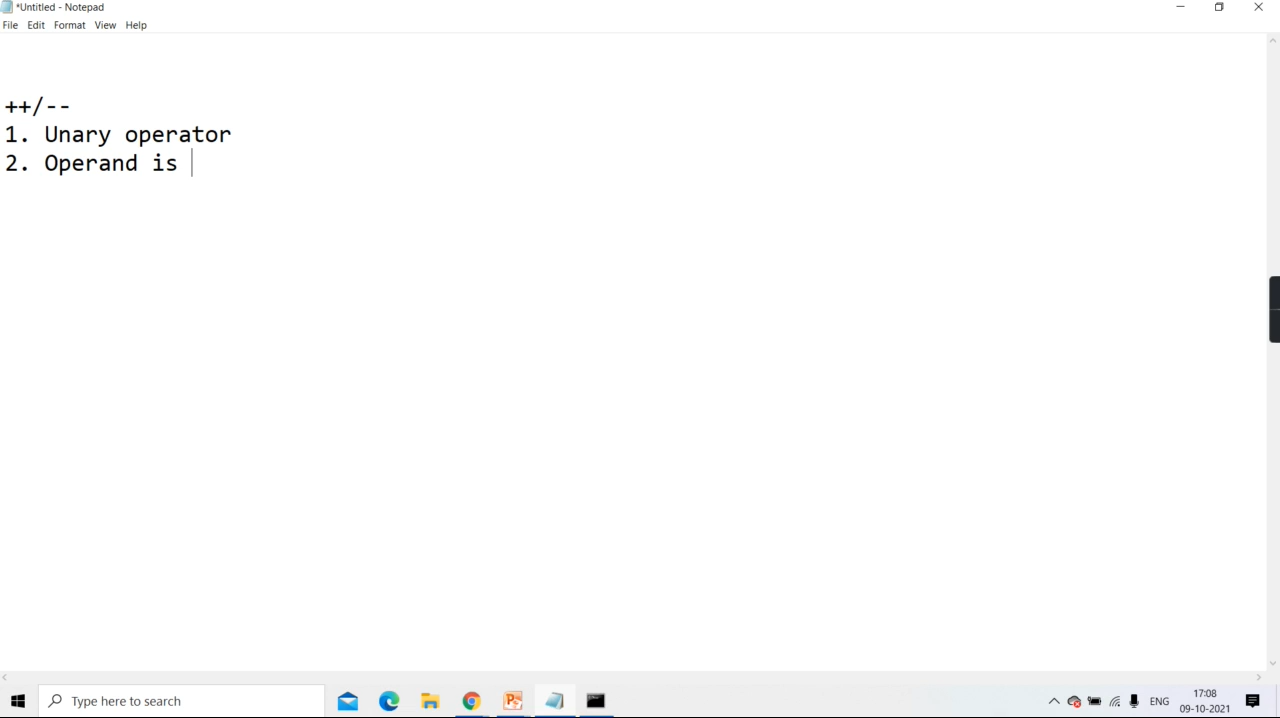 *Untitled - Notepad
File Edit Format View Help
++/--
1. Unary operator
2. Operand is
Type here to search
ENG
17:08
09-10-2021